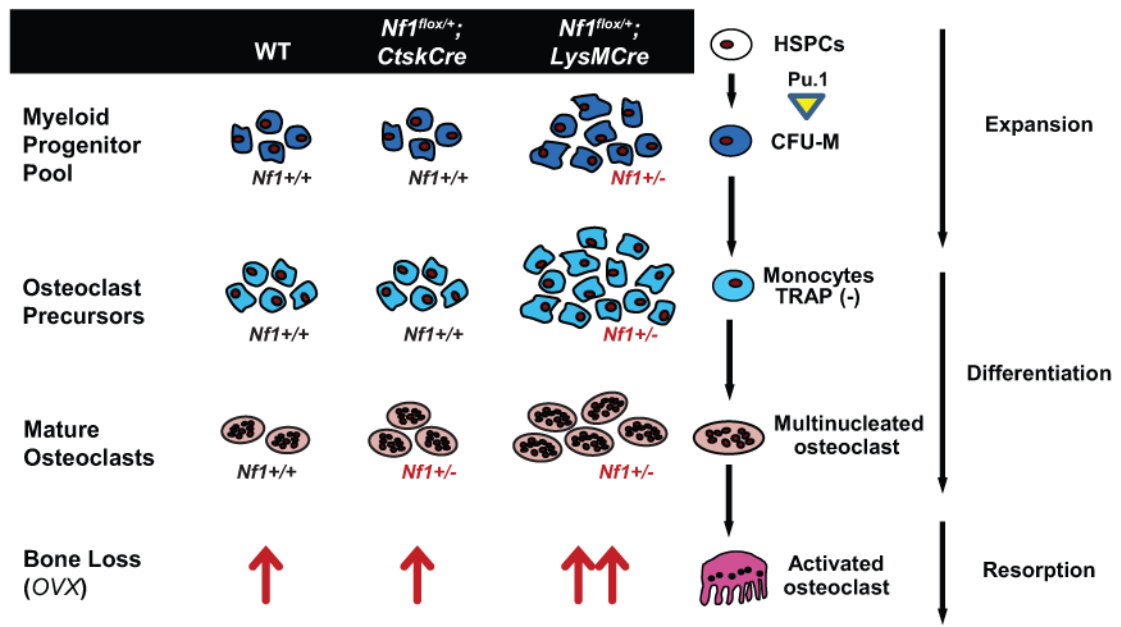 WT
Nf1flox/+;
CtskCre
Nf1flox/+;
LysMCre
HSPCs
Pu.1
CFU-M
Expansion
Myeloid
Progenitor
Pool
Nf1+/+
Nf1+/+
Nf1+/-
Osteoclast
Precursors
Nf1+/+
Nf1+/+
Nf1+/-
Monocytes
TRAP (-)
Differentiation
Mature
Osteoclasts
Nf1+/+
Nf1+/-
Nf1+/-
Multinucleated
osteoclast
Bone Loss
(OVX)
Activated
osteoclast
Resorption